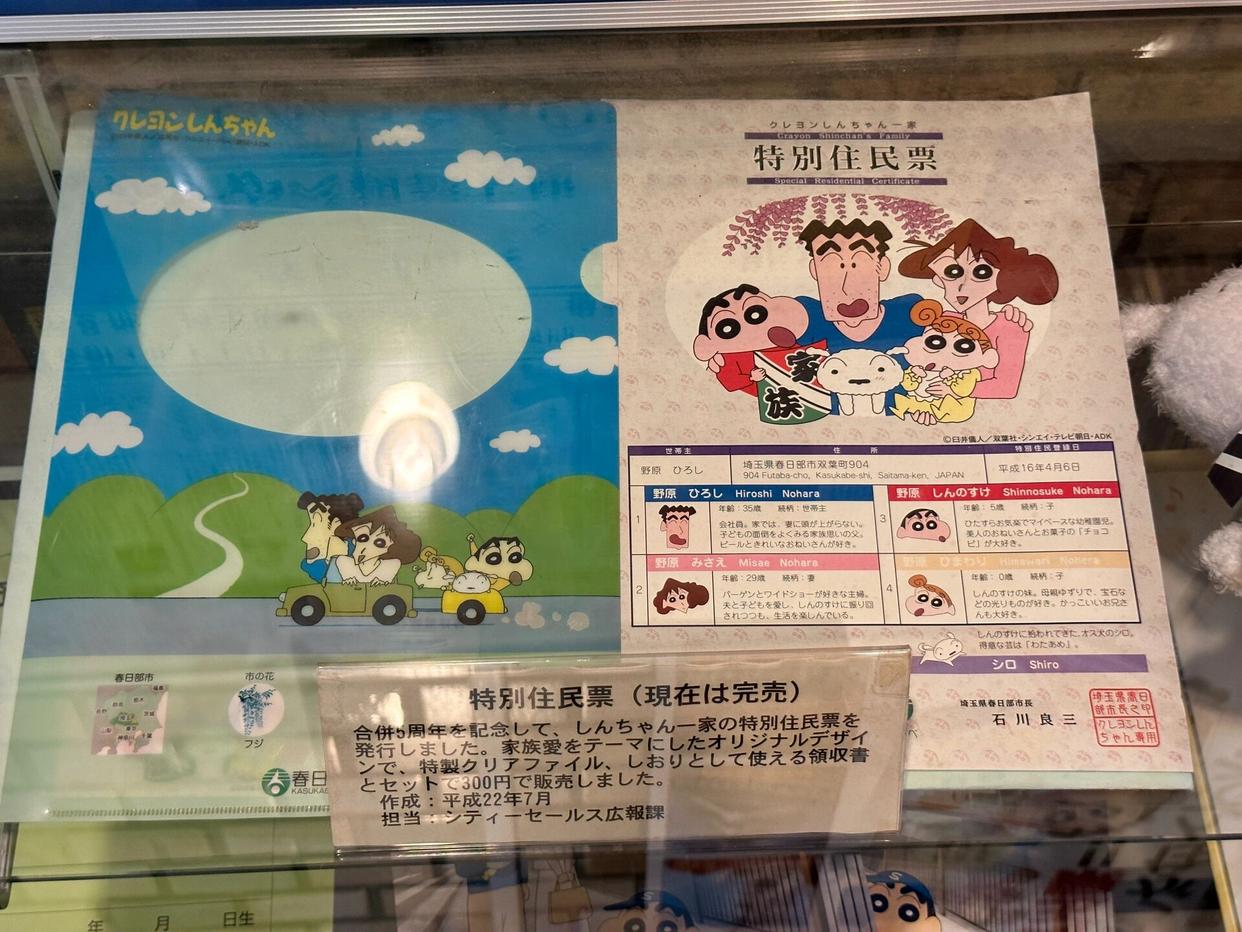 クレヨンしんちゃん
クレヨンしんちゃん一家
Crayon Shinchan's Family
特別住民票
Special Residential Certificate
家族
©臼井儀人／双葉社・シンエイ・テレビ朝日・ADK
世帯主
住所
特別住民登録日
野原 ひろし
埼玉県春日部市双葉町904
904 Futaba-cho, Kasukabe-shi, Saitama-ken, JAPAN
平成16年4月6日
1
野原 ひろし Hiroshi Nohara
年齢：35歳 続柄：世帯主
会社員。家では、妻に頭が上がらない。
子どもの面倒をよくみる家族思いの父。
ビールときれいなおねいさんが好き。
2
野原 みさえ Misae Nohara
年齢：29歳 続柄：妻
バーゲンとワイドショーが好きな主婦。
夫と子どもを愛し、しんのすけに振り回
されつつも、生活を楽しんでいる。
3
野原 しんのすけ Shinnosuke Nohara
年齢：5歳 続柄：子
ひたすらお気楽でマイペースな幼稚園児。
美人のおねいさんとお菓子の「チョコ
ビ」が大好き。
4
野原 ひまわり Himawari Nohara
年齢：0歳 続柄：子
しんのすけの妹。母親ゆずりで、宝石な
どの光りものが好き。かっこいいお兄さ
んも大好き。
しんのすけに拾われてきた、オス犬のシロ。
得意な芸は「わたあめ」。
シロ Shiro
埼玉県春日部市長
石川良三
埼玉県春日
部市長之印
クレヨンしん
ちゃん専用
春日部市
市の花
フジ
春日
KASUKAB
特別住民票（現在は完売）
合併5周年を記念して、しんちゃん一家の特別住民票を
発行しました。家族愛をテーマにしたオリジナルデザイ
ンで、特製クリアファイル、しおりとして使える領収書
とセットで300円で販売しました。
作成：平成22年7月
担当：シティーセールス広報課
年 月 日生